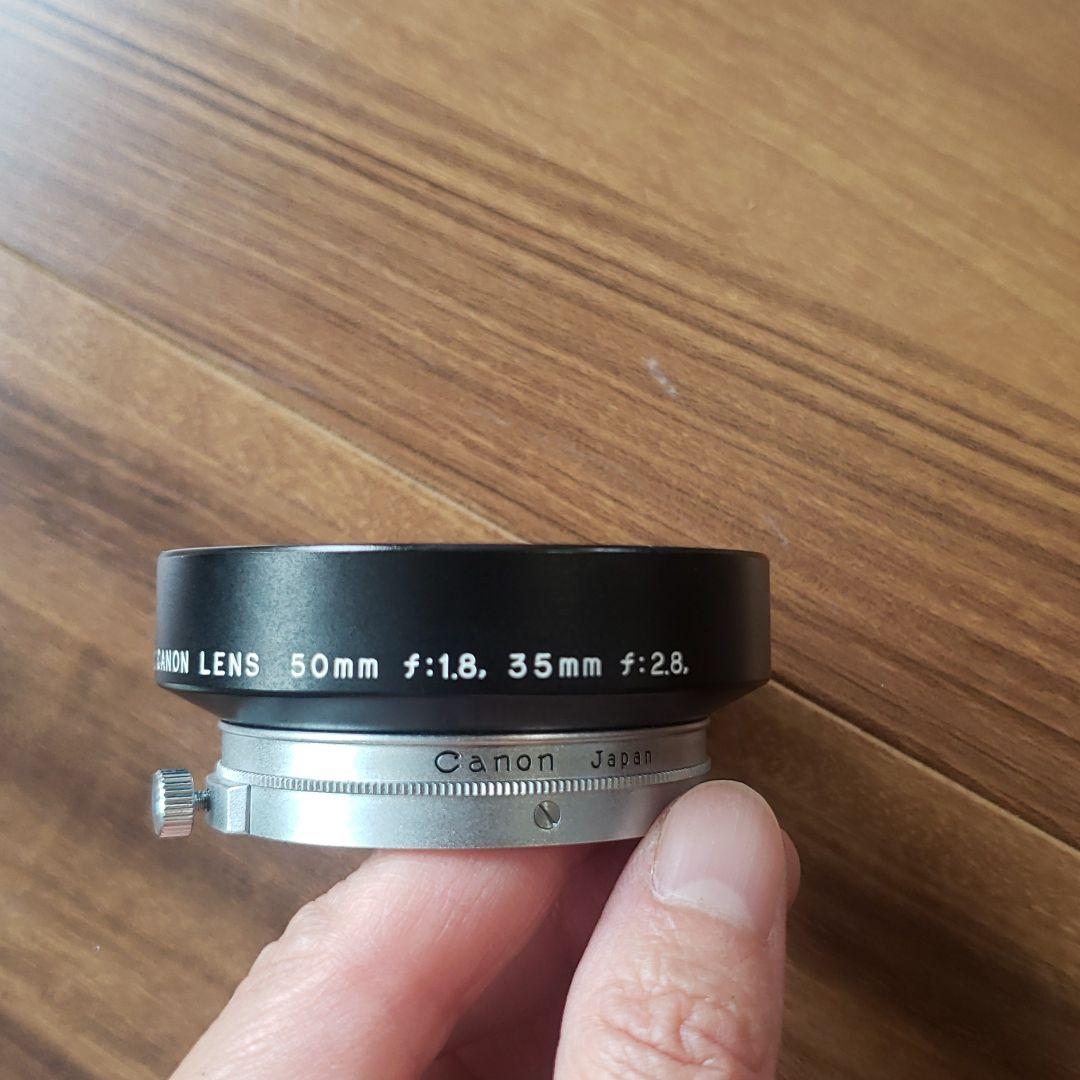 CANON LENS 50mm f:1.8, 35mm f:2.8,
Canon Japan